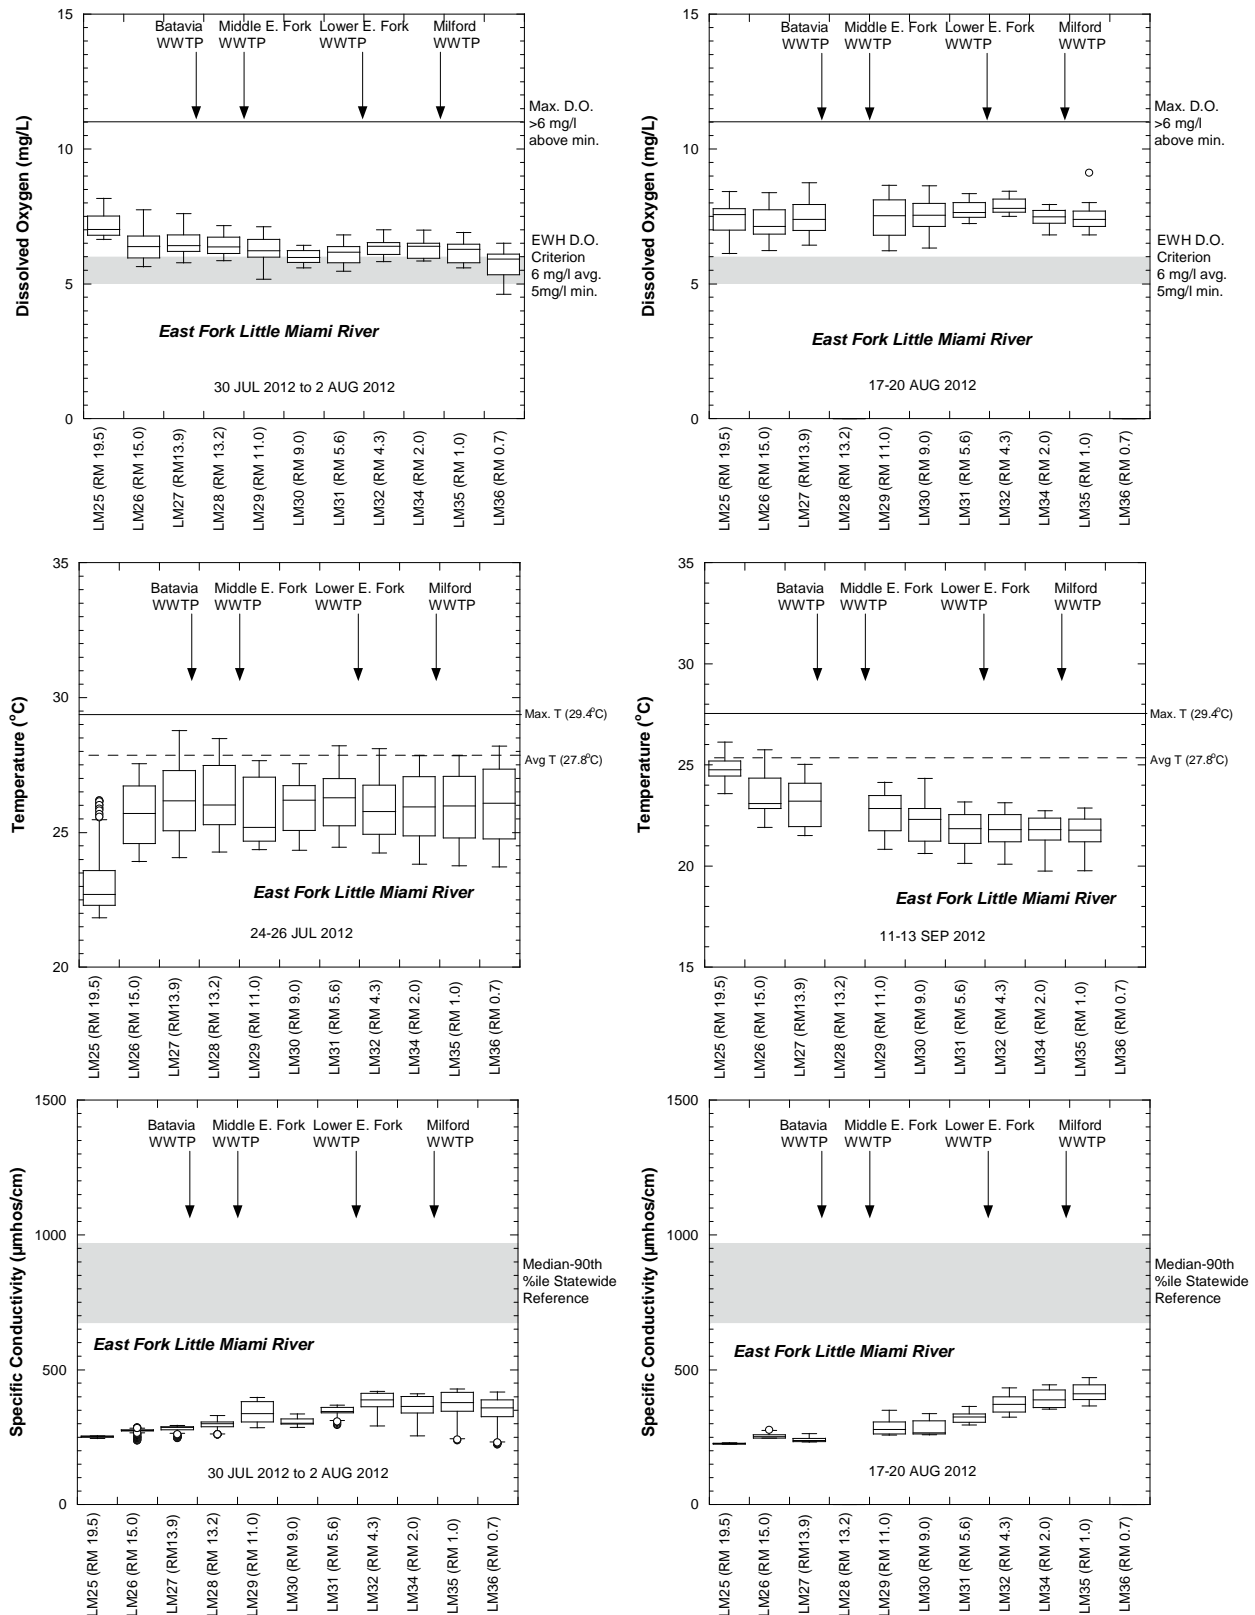 Batavia WWTP
Middle E. Fork WWTP
Lower E. Fork WWTP
Milford WWTP
15
10
5
0
Dissolved Oxygen (mg/L)
Max. D.O.
>6 mg/l
above min.
EWH D.O.
Criterion
6 mg/l avg.
5mg/l min.
East Fork Little Miami River
30 JUL 2012 to 2 AUG 2012
LM25 (RM 19.5)
LM26 (RM 15.0)
LM27 (RM13.9)
LM28 (RM 13.2)
LM29 (RM 11.0)
LM30 (RM 9.0)
LM31 (RM 5.6)
LM32 (RM 4.3)
LM34 (RM 2.0)
LM35 (RM 1.0)
LM36 (RM 0.7)
Batavia WWTP
Middle E. Fork WWTP
Lower E. Fork WWTP
Milford WWTP
15
10
5
0
Dissolved Oxygen (mg/L)
Max. D.O.
>6 mg/l
above min.
EWH D.O.
Criterion
6 mg/l avg.
5mg/l min.
East Fork Little Miami River
17-20 AUG 2012
LM25 (RM 19.5)
LM26 (RM 15.0)
LM27 (RM13.9)
LM28 (RM 13.2)
LM29 (RM 11.0)
LM30 (RM 9.0)
LM31 (RM 5.6)
LM32 (RM 4.3)
LM34 (RM 2.0)
LM35 (RM 1.0)
LM36 (RM 0.7)
Batavia WWTP
Middle E. Fork WWTP
Lower E. Fork WWTP
Milford WWTP
35
30
25
20
Temperature (°C)
Max. T (29.4°C)
Avg T (27.8°C)
East Fork Little Miami River
24-26 JUL 2012
LM25 (RM 19.5)
LM26 (RM 15.0)
LM27 (RM13.9)
LM28 (RM 13.2)
LM29 (RM 11.0)
LM30 (RM 9.0)
LM31 (RM 5.6)
LM32 (RM 4.3)
LM34 (RM 2.0)
LM35 (RM 1.0)
LM36 (RM 0.7)
Batavia WWTP
Middle E. Fork WWTP
Lower E. Fork WWTP
Milford WWTP
35
30
25
20
15
Temperature (°C)
Max. T (29.4°C)
Avg T (27.8°C)
East Fork Little Miami River
11-13 SEP 2012
LM25 (RM 19.5)
LM26 (RM 15.0)
LM27 (RM13.9)
LM28 (RM 13.2)
LM29 (RM 11.0)
LM30 (RM 9.0)
LM31 (RM 5.6)
LM32 (RM 4.3)
LM34 (RM 2.0)
LM35 (RM 1.0)
LM36 (RM 0.7)
Batavia WWTP
Middle E. Fork WWTP
Lower E. Fork WWTP
Milford WWTP
1500
1000
500
0
Specific Conductivity (µmhos/cm)
Median-90th
%ile Statewide
Reference
East Fork Little Miami River
30 JUL 2012 to 2 AUG 2012
LM25 (RM 19.5)
LM26 (RM 15.0)
LM27 (RM13.9)
LM28 (RM 13.2)
LM29 (RM 11.0)
LM30 (RM 9.0)
LM31 (RM 5.6)
LM32 (RM 4.3)
LM34 (RM 2.0)
LM35 (RM 1.0)
LM36 (RM 0.7)
Batavia WWTP
Middle E. Fork WWTP
Lower E. Fork WWTP
Milford WWTP
1500
1000
500
0
Specific Conductivity (µmhos/cm)
Median-90th
%ile Statewide
Reference
East Fork Little Miami River
17-20 AUG 2012
LM25 (RM 19.5)
LM26 (RM 15.0)
LM27 (RM13.9)
LM28 (RM 13.2)
LM29 (RM 11.0)
LM30 (RM 9.0)
LM31 (RM 5.6)
LM32 (RM 4.3)
LM34 (RM 2.0)
LM35 (RM 1.0)
LM36 (RM 0.7)